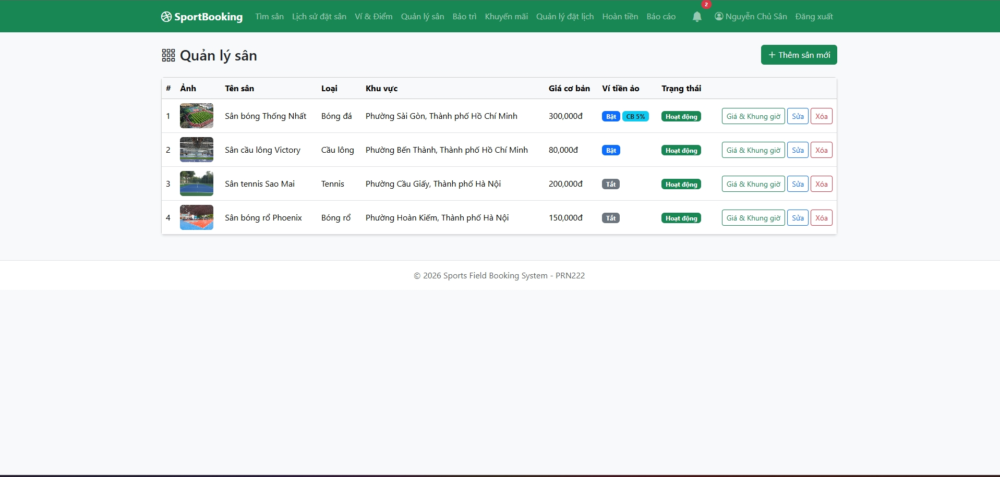 SportBooking Tìm sân Lịch sử đặt sân Ví & Điểm Quản lý sân Bảo trì Khuyến mãi Quản lý đặt lịch Hoàn tiền Báo cáo 2 Nguyễn Chủ Sân Đăng xuất
Quản lý sân + Thêm sân mới
# Ảnh Tên sân Loại Khu vực Giá cơ bản Ví tiền ảo Trạng thái
1 Sân bóng Thống Nhất Bóng đá Phường Sài Gòn, Thành phố Hồ Chí Minh 300,000đ Bật CB 5% Hoạt động Giá & Khung giờ Sửa Xóa
2 Sân cầu lông Victory Cầu lông Phường Bến Thành, Thành phố Hồ Chí Minh 80,000đ Bật Hoạt động Giá & Khung giờ Sửa Xóa
3 Sân tennis Sao Mai Tennis Phường Cầu Giấy, Thành phố Hà Nội 200,000đ Tắt Hoạt động Giá & Khung giờ Sửa Xóa
4 Sân bóng rổ Phoenix Bóng rổ Phường Hoàn Kiếm, Thành phố Hà Nội 150,000đ Tắt Hoạt động Giá & Khung giờ Sửa Xóa
© 2026 Sports Field Booking System - PRN222